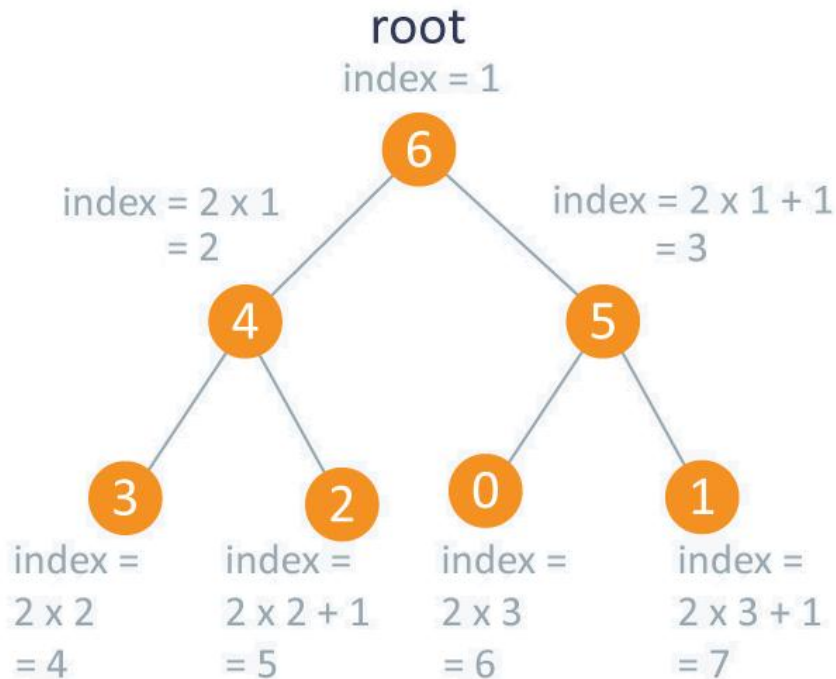 root
index = 1
6
index = 2 x 1
= 2
index = 2 x 1 + 1
= 3
4
5
3
2
0
1
index =
2 x 2
= 4
index =
2 x 2 + 1
= 5
index =
2 x 3
= 6
index =
2 x 3 + 1
= 7